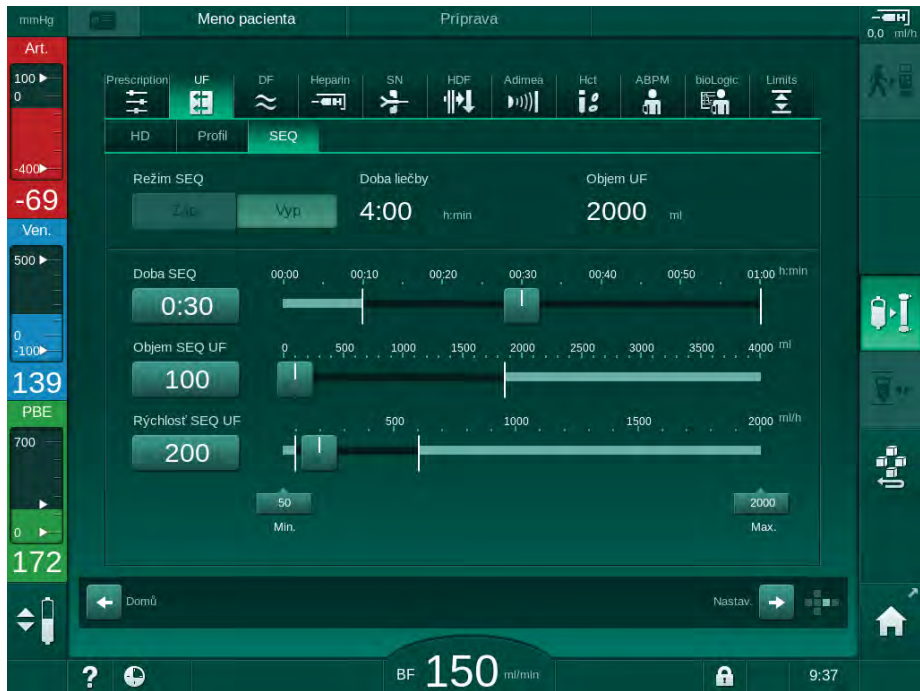 mmHg
Meno pacienta
Príprava
0,0 ml/h
Art.
100
0
-400
-69
Ven.
500
0
-100
139
PBE
700
0
172
Prescription UF DF Heparin SN HDF Adimea Hct ABPM bioLogic Limits
HD Profil SEQ
Režim SEQ Doba liečby Objem UF
Zap. Vyp 4:00 h:min 2000 ml
Doba SEQ 00:00 00:10 00:20 00:30 00:40 00:50 01:00 h:min
0:30
Objem SEQ UF 0 500 1000 1500 2000 2500 3000 3500 4000 ml
100
Rýchlosť SEQ UF 500 1000 1500 2000 ml/h
200
50 2000
Min. Max.
Domů Nastav.
? BF 150 ml/min 9:37